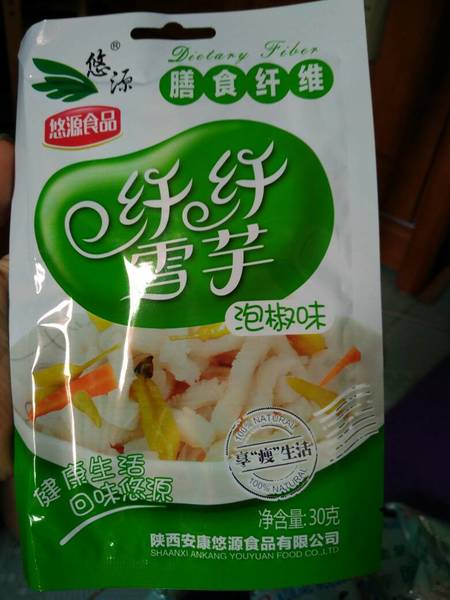 悠源®
Dietary Fiber
膳食纤维
悠源食品
纤纤
雪芋
泡椒味
100% NATURAL
享“瘦”生活
100% NATURAL
健康生活
回味悠源
净含量:30克
陕西安康悠源食品有限公司
SHAANXI ANKANG YOUYUAN FOOD CO.,LTD